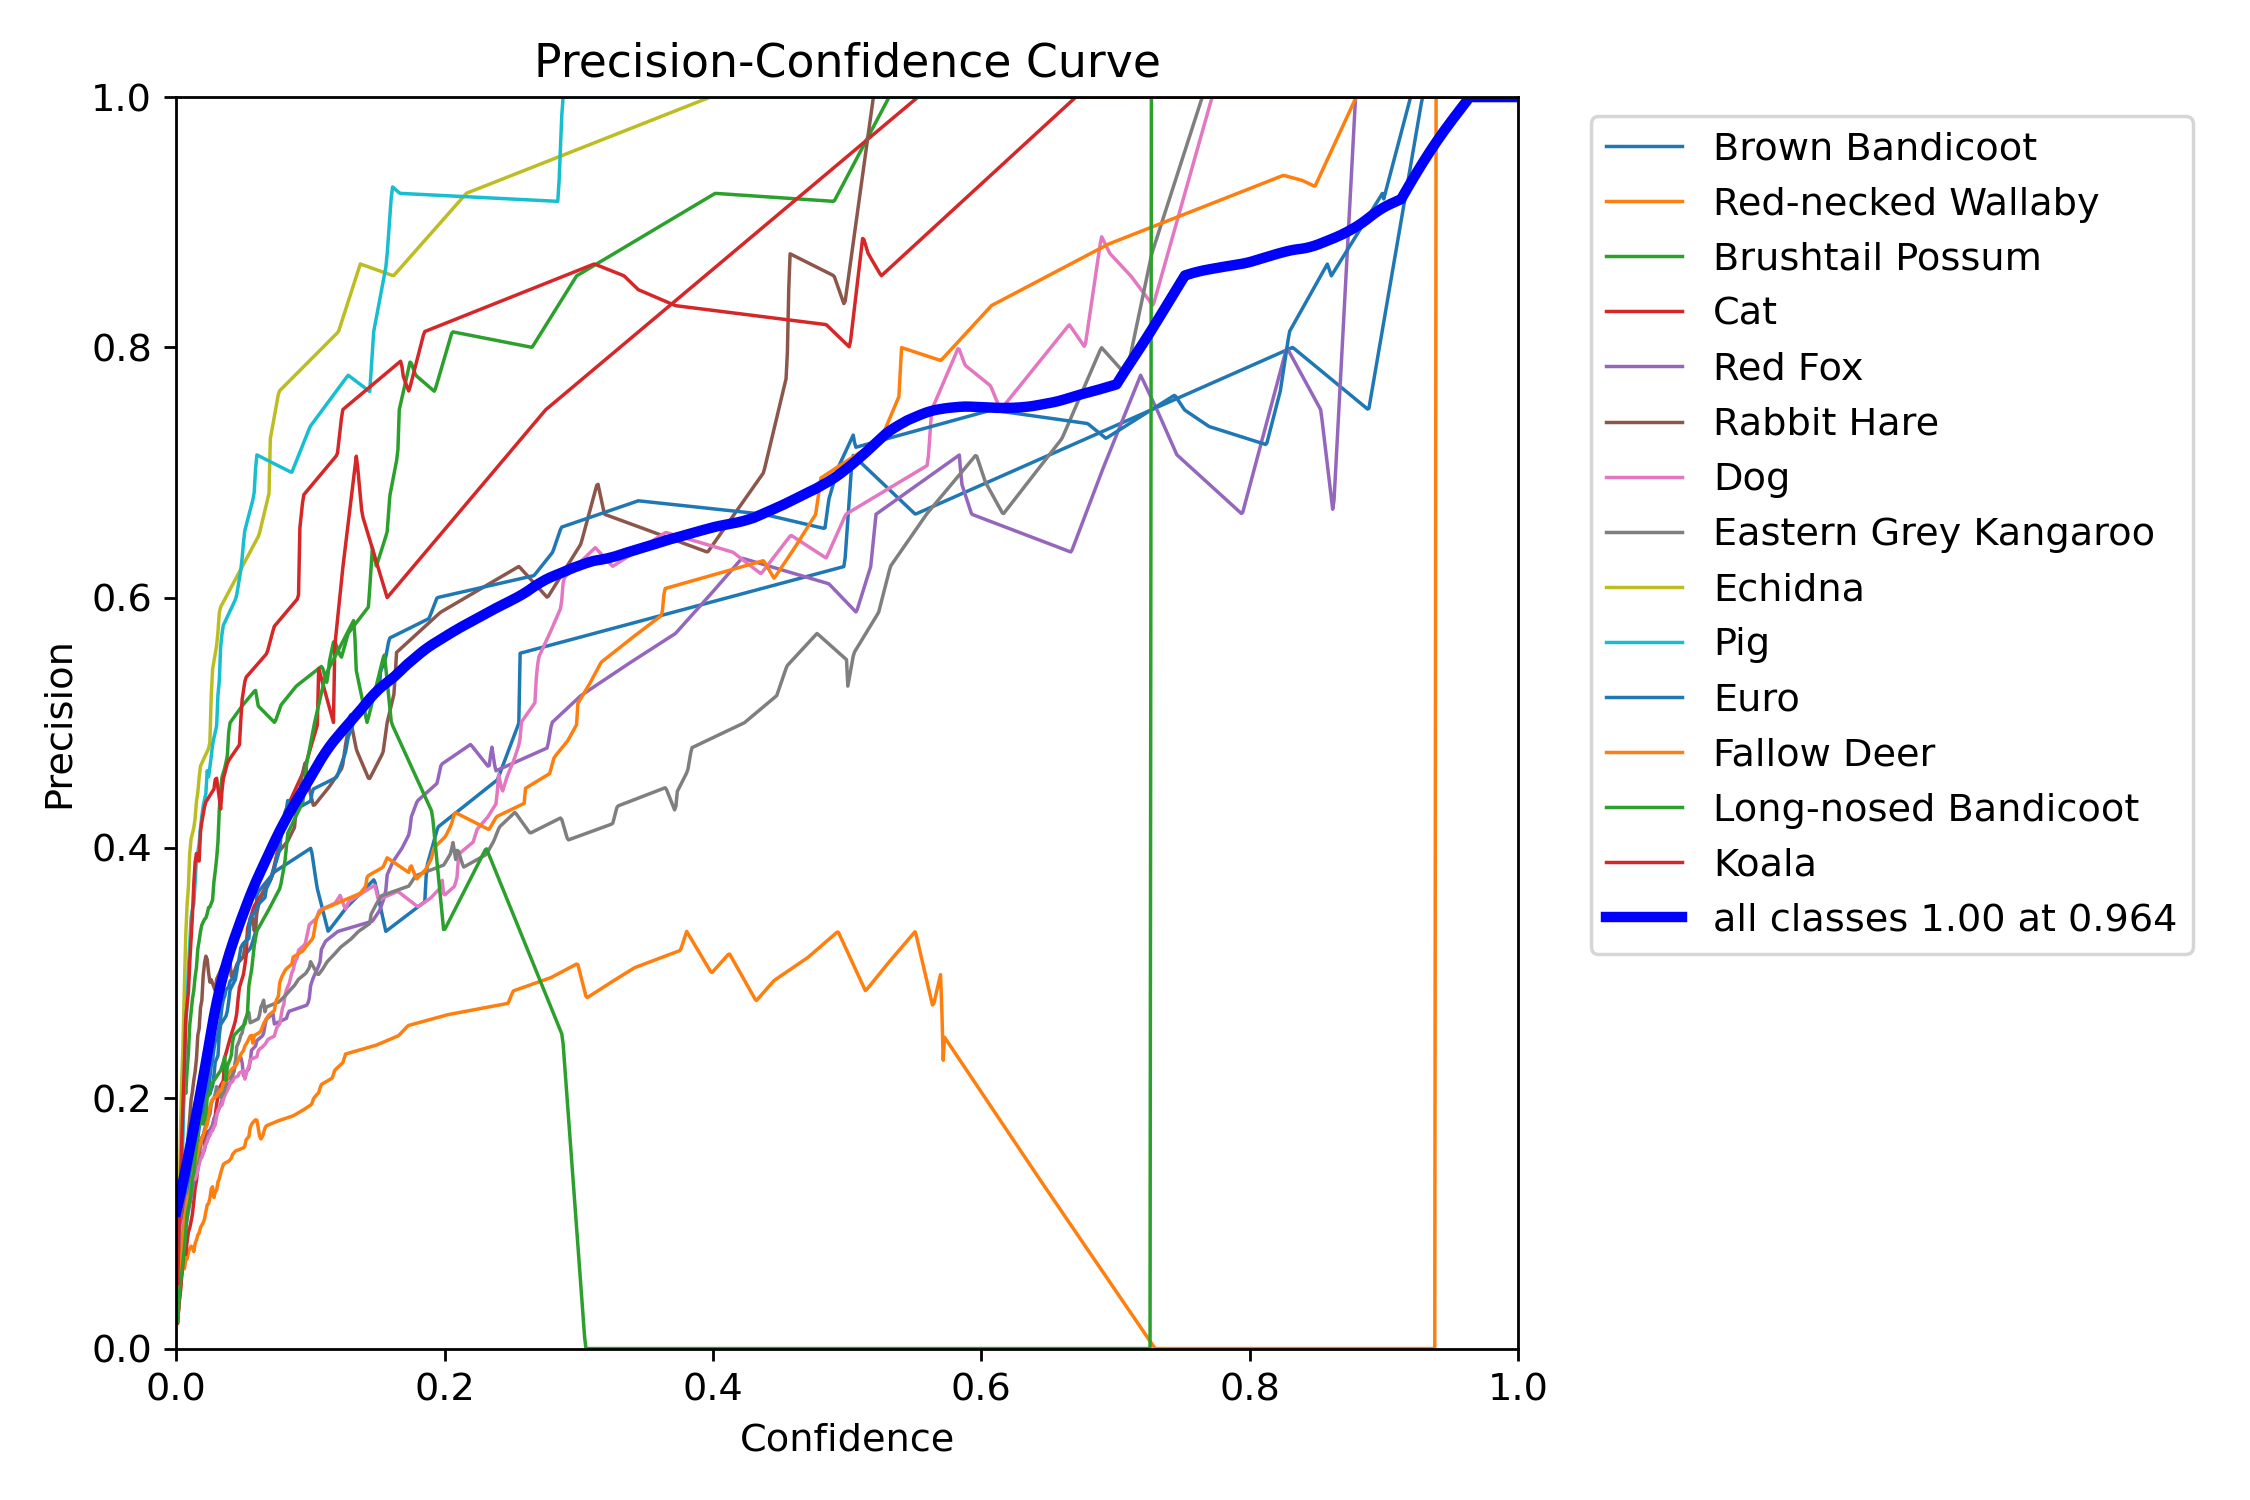 Precision-Confidence Curve
1.0
0.8
0.6
0.4
0.2
0.0
Precision
0.0 0.2 0.4 0.6 0.8 1.0
Confidence
Brown Bandicoot
Red-necked Wallaby
Brushtail Possum
Cat
Red Fox
Rabbit Hare
Dog
Eastern Grey Kangaroo
Echidna
Pig
Euro
Fallow Deer
Long-nosed Bandicoot
Koala
all classes 1.00 at 0.964